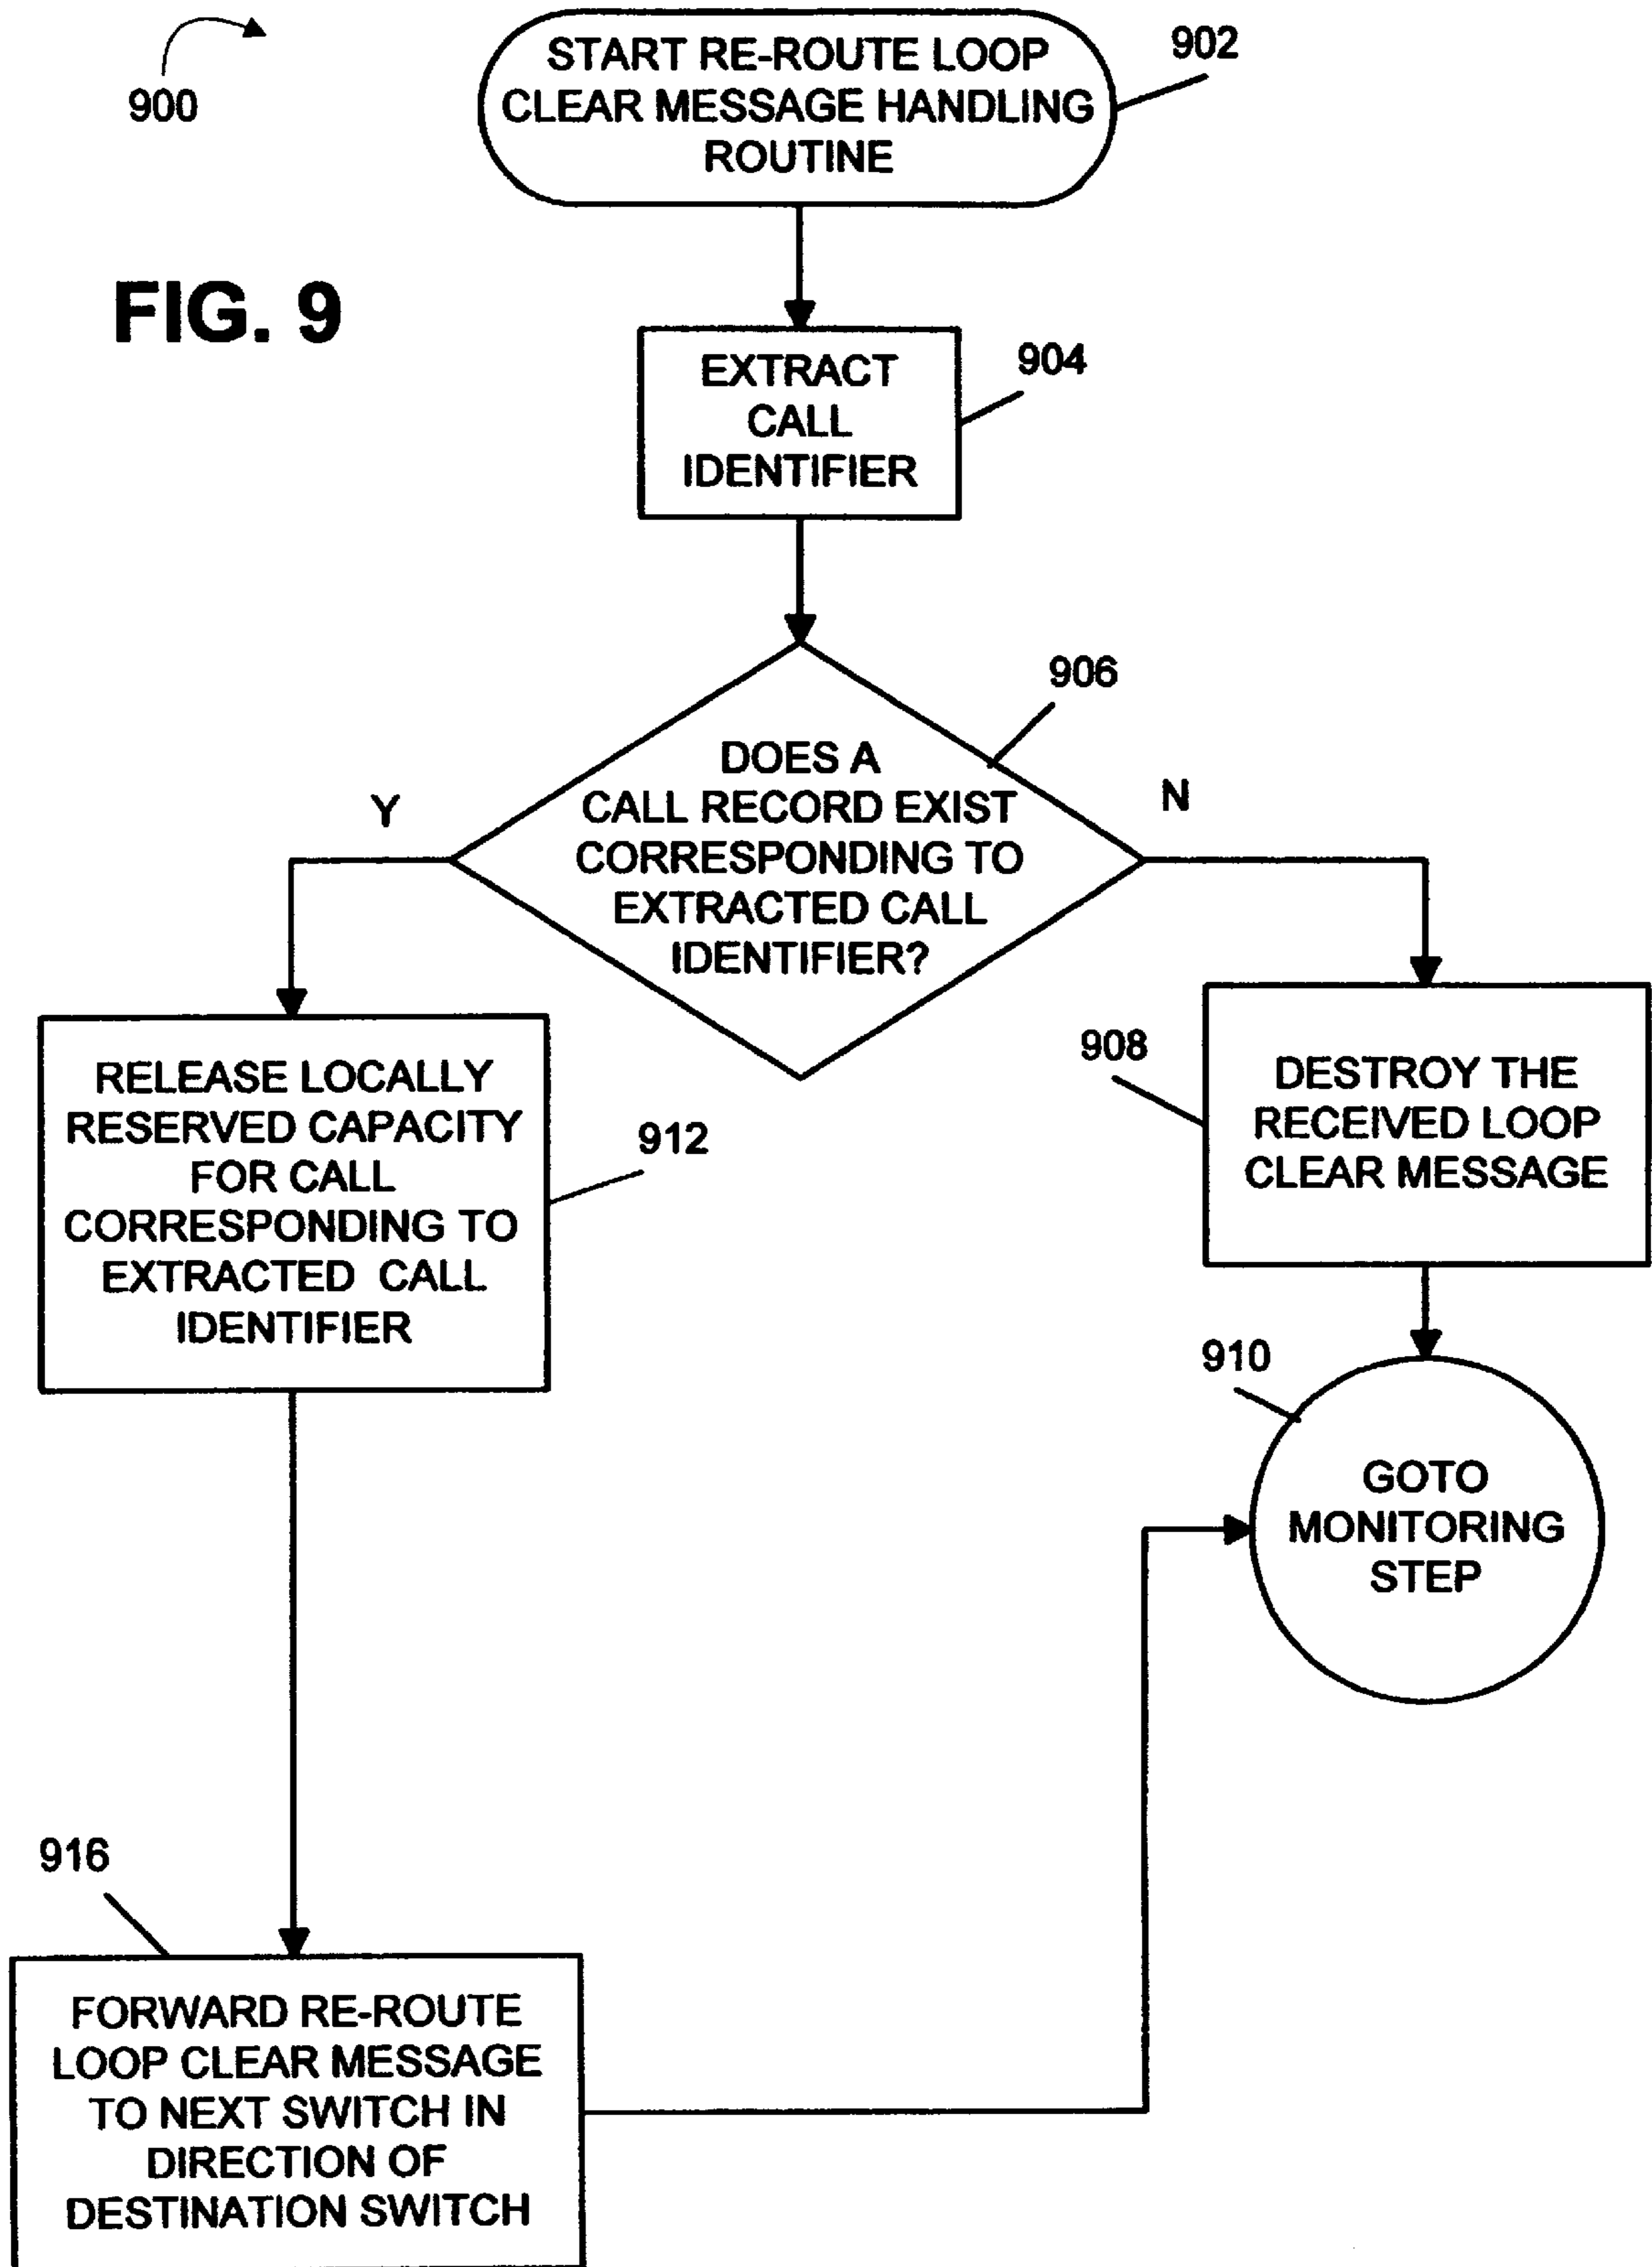 900
START RE-ROUTE LOOP
CLEAR MESSAGE HANDLING
ROUTINE
902
FIG. 9
EXTRACT
CALL
IDENTIFIER
904
906
DOES A
CALL RECORD EXIST
CORRESPONDING TO
EXTRACTED CALL
IDENTIFIER?
Y
N
RELEASE LOCALLY
RESERVED CAPACITY
FOR CALL
CORRESPONDING TO
EXTRACTED CALL
IDENTIFIER
912
908
DESTROY THE
RECEIVED LOOP
CLEAR MESSAGE
910
GOTO
MONITORING
STEP
916
FORWARD RE-ROUTE
LOOP CLEAR MESSAGE
TO NEXT SWITCH IN
DIRECTION OF
DESTINATION SWITCH